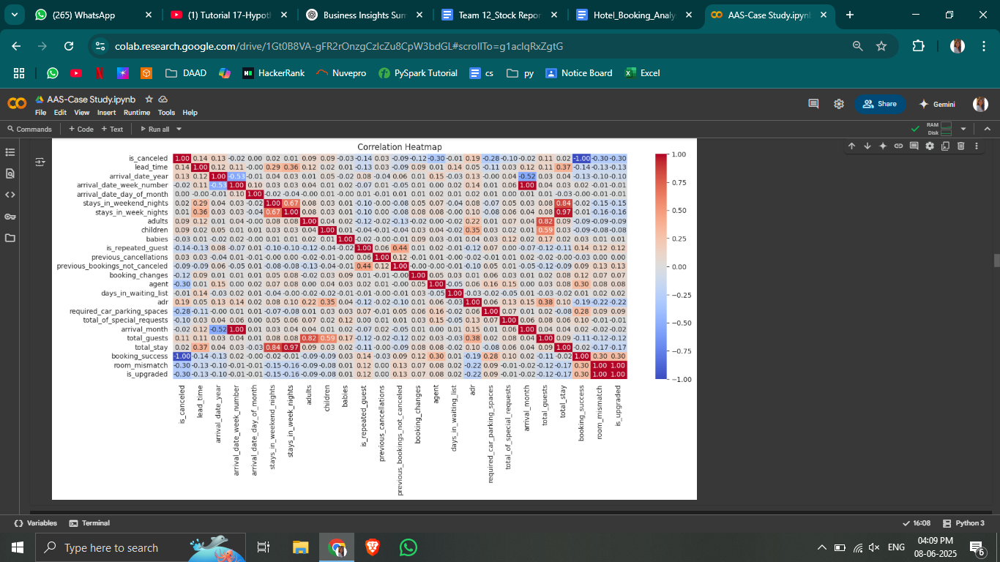 (265) WhatsApp
(1) Tutorial 17-Hypot
Business Insights Sum
Team 12_Stock Repor
Hotel_Booking_Analy
AAS-Case Study.ipynb
colab.research.google.com/drive/1Gt0B8VA-gFR2rOnzgCzlcZu8CpW3bdGL#scrollTo=g1aclqRxZgtG
DAAD
HackerRank
Nuvepro
PySpark Tutorial
cs
py
Notice Board
Excel
AAS-Case Study.ipynb
File Edit View Insert Runtime Tools Help
Share
Gemini
Commands + Code + Text Run all
RAM
Disk
Correlation Heatmap
is_canceled 1.00 0.14 0.13 -0.02 0.00 0.02 0.01 0.09 0.09 -0.03 -0.14 0.03 -0.09 -0.12 -0.30 -0.01 0.19 -0.28 -0.10 -0.02 0.11 0.02 -1.00 -0.30 -0.30
lead_time 0.14 1.00 0.12 0.11 -0.00 0.29 0.36 0.12 0.02 0.01 -0.13 0.03 -0.09 0.09 0.01 0.14 0.05 -0.11 0.03 0.12 0.11 0.37 -0.14 -0.13 -0.13
arrival_date_year 0.13 0.12 1.00 -0.53 -0.01 0.04 0.03 0.01 0.05 -0.02 0.08 -0.04 0.06 0.01 0.15 -0.03 0.13 -0.00 0.04 -0.52 0.03 0.04 -0.13 -0.10 -0.10
arrival_date_week_number -0.02 0.11 -0.53 1.00 0.10 0.03 0.03 0.04 0.01 0.02 -0.07 0.01 -0.05 0.01 0.00 0.02 0.14 0.01 0.06 1.00 0.04 0.03 0.02 -0.01 -0.01
arrival_date_day_of_month 0.00 -0.00 -0.01 0.10 1.00 -0.02 -0.04 -0.00 0.01 -0.00 -0.01 -0.01 -0.01 0.01 0.02 0.01 0.02 0.01 0.00 0.00 0.01 -0.03 -0.00 -0.01 -0.01
stays_in_weekend_nights 0.02 0.29 0.04 0.03 -0.02 1.00 0.67 0.08 0.03 0.01 -0.10 -0.00 -0.08 0.05 0.07 -0.04 0.08 -0.07 0.05 0.03 0.08 0.84 -0.02 -0.15 -0.15
stays_in_week_nights 0.01 0.36 0.03 0.03 -0.04 0.67 1.00 0.08 0.03 0.01 -0.10 0.00 -0.08 0.08 0.08 -0.00 0.10 -0.08 0.06 0.04 0.08 0.97 -0.01 -0.16 -0.16
adults 0.09 0.12 0.01 0.04 -0.00 0.08 0.08 1.00 0.04 0.02 -0.12 -0.02 -0.13 -0.02 0.00 -0.02 0.22 0.01 0.07 0.04 0.82 0.09 -0.09 -0.09 -0.09
children 0.09 0.02 0.05 0.01 0.01 0.03 0.03 0.04 1.00 0.01 -0.04 -0.01 -0.04 0.03 0.04 -0.02 0.35 0.03 0.02 0.01 0.59 0.03 -0.09 -0.08 -0.08
babies -0.03 0.01 -0.02 0.02 -0.00 0.01 0.01 0.02 0.01 1.00 -0.02 -0.00 -0.01 0.09 0.03 -0.01 0.04 0.03 0.12 0.02 0.17 0.02 0.03 0.01 0.01
is_repeated_guest -0.14 -0.13 0.08 -0.07 -0.01 -0.10 -0.10 -0.12 -0.04 -0.02 1.00 0.06 0.44 0.01 0.02 -0.01 -0.12 0.07 0.00 -0.07 -0.12 -0.11 0.14 0.12 0.12
previous_cancellations 0.03 0.03 -0.04 0.01 -0.01 -0.00 0.00 -0.02 -0.01 -0.00 0.06 1.00 0.12 -0.01 0.01 -0.00 -0.02 -0.01 0.01 0.02 -0.02 -0.00 -0.03 0.00 0.00
previous_bookings_not_canceled -0.09 -0.09 0.06 -0.05 -0.01 -0.08 -0.08 -0.13 -0.04 -0.01 0.44 0.12 1.00 -0.00 -0.00 -0.01 -0.10 0.05 0.01 -0.05 -0.12 -0.09 0.09 0.13 0.13
booking_changes -0.12 0.09 0.01 0.01 0.01 0.05 0.08 -0.02 0.03 0.09 0.01 -0.01 -0.00 1.00 0.05 0.03 0.01 0.06 0.03 0.01 0.02 0.08 0.12 0.07 0.07
agent -0.30 0.01 0.15 0.00 0.02 0.07 0.08 0.00 0.04 0.03 0.02 0.01 -0.00 0.05 1.00 -0.05 0.06 0.16 0.15 0.00 0.03 0.08 0.30 0.08 0.08
days_in_waiting_list -0.01 0.14 -0.03 0.02 0.01 -0.04 -0.00 -0.02 -0.02 -0.01 -0.01 -0.00 -0.01 0.03 -0.05 1.00 -0.03 -0.02 -0.05 0.01 -0.03 -0.02 0.01 0.02 0.02
adr 0.19 0.05 0.13 0.14 0.02 0.08 0.10 0.22 0.35 0.04 -0.12 -0.02 -0.10 0.01 0.06 -0.03 1.00 0.06 0.13 0.15 0.38 0.10 -0.19 -0.22 -0.22
required_car_parking_spaces -0.28 -0.11 -0.00 0.01 0.01 -0.07 -0.08 0.01 0.03 0.03 0.07 -0.01 0.05 0.06 0.16 -0.02 0.06 1.00 0.07 0.01 0.02 -0.08 0.28 0.09 0.09
total_of_special_requests -0.10 0.03 0.04 0.06 0.00 0.05 0.06 0.07 0.02 0.12 0.00 0.01 0.01 0.03 0.15 -0.05 0.13 0.07 1.00 0.06 0.08 0.06 0.10 -0.01 -0.01
arrival_month -0.02 0.12 -0.52 1.00 0.00 0.03 0.04 0.04 0.01 0.02 -0.07 0.02 -0.05 0.01 0.00 0.01 0.15 0.01 0.06 1.00 0.04 0.04 0.02 -0.02 -0.02
total_guests 0.11 0.11 0.03 0.04 0.01 0.08 0.08 0.82 0.59 0.17 -0.12 -0.02 -0.12 0.02 0.03 -0.03 0.38 0.02 0.08 0.04 1.00 0.09 -0.11 -0.12 -0.12
total_stay 0.02 0.37 0.04 0.03 -0.03 0.84 0.97 0.09 0.03 0.02 -0.11 -0.00 -0.09 0.08 0.08 -0.02 0.10 -0.08 0.06 0.04 0.09 1.00 -0.02 -0.17 -0.17
booking_success -1.00 -0.14 -0.13 0.02 -0.00 -0.02 -0.01 -0.09 -0.09 0.03 0.14 -0.03 0.09 0.12 0.30 0.01 -0.19 0.28 0.10 0.02 -0.11 -0.02 1.00 0.30 0.30
room_mismatch -0.30 -0.13 -0.10 -0.01 -0.01 -0.15 -0.16 -0.09 -0.08 0.01 0.12 0.00 0.13 0.07 0.08 0.02 -0.22 0.09 -0.01 -0.02 -0.12 -0.17 0.30 1.00 1.00
is_upgraded -0.30 -0.13 -0.10 -0.01 -0.01 -0.15 -0.16 -0.09 -0.08 0.01 0.12 0.00 0.13 0.07 0.08 0.02 -0.22 0.09 -0.01 -0.02 -0.12 -0.17 0.30 1.00 1.00
is_canceled
lead_time
arrival_date_year
arrival_date_week_number
arrival_date_day_of_month
stays_in_weekend_nights
stays_in_week_nights
adults
children
babies
is_repeated_guest
previous_cancellations
previous_bookings_not_canceled
booking_changes
agent
days_in_waiting_list
adr
required_car_parking_spaces
total_of_special_requests
arrival_month
total_guests
total_stay
booking_success
room_mismatch
is_upgraded
1.00
0.75
0.50
0.25
0.00
−0.25
−0.50
−0.75
−1.00
Variables
Terminal
16:08
Python 3
Type here to search
ENG
04:09 PM
08-06-2025
6